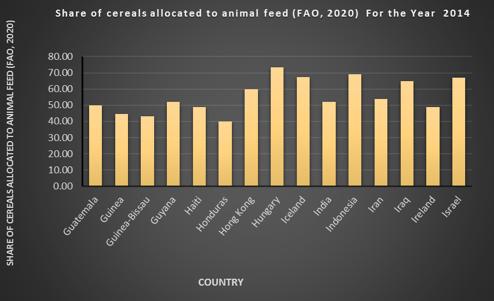 Share of cereals allocated to animal feed (FAO, 2020)  For the Year  2014
SHARE OF CEREALS ALLOCATED TO ANIMAL FEED (FAO, 2020)
80.00
70.00
60.00
50.00
40.00
30.00
20.00
10.00
0.00
Guatemala
Guinea
Guinea-Bissau
Guyana
Haiti
Honduras
Hong Kong
Hungary
Iceland
India
Indonesia
Iran
Iraq
Ireland
Israel
COUNTRY